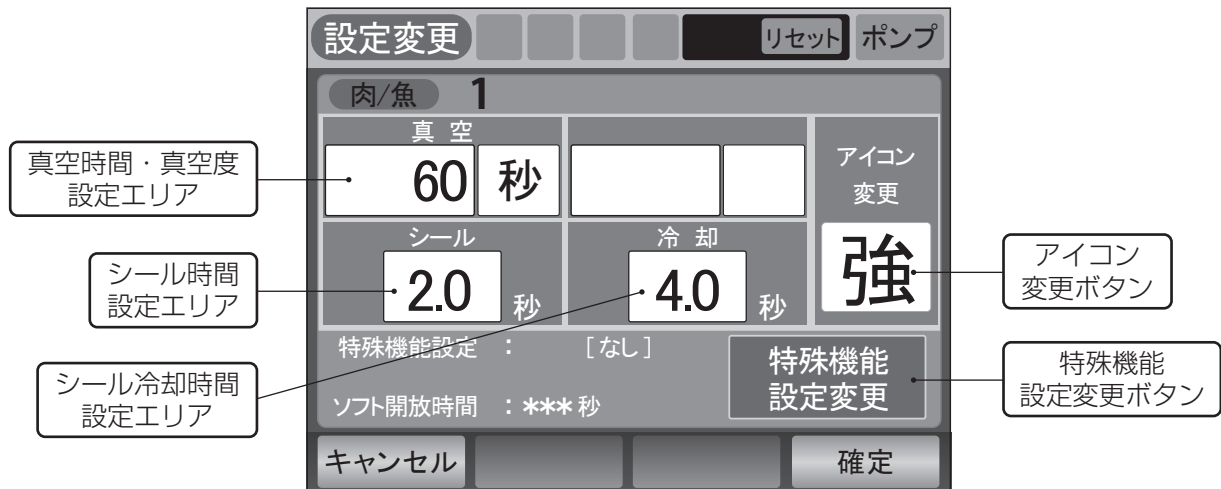 設定変更
リセット
ポンプ
肉/魚 1
真空
60 秒
アイコン
変更
強
シール
2.0 秒
冷却
4.0 秒
特殊機能設定 : [なし]
ソフト開放時間 : ***秒
特殊機能
設定変更
キャンセル
確定
真空時間・真空度
設定エリア
シール時間
設定エリア
シール冷却時間
設定エリア
アイコン
変更ボタン
特殊機能
設定変更ボタン